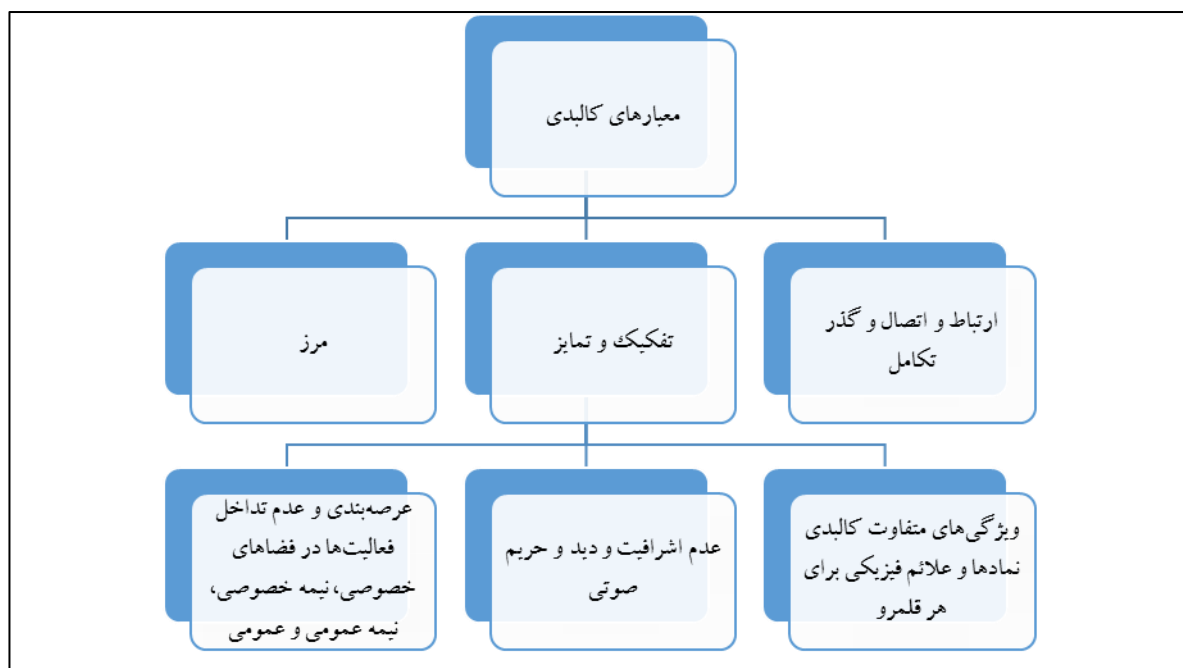 معیارهای کالبدی
ارتباط و اتصال و گذر
تکامل
تفکیک و تمایز
مرز
ویژگی‌های متفاوت کالبدی
نمادها و علائم فیزیکی برای
هر قلمرو
عدم اشرافیت و دید و حریم
صوتی
عرصه‌بندی و عدم تداخل
فعالیت‌ها در فضاهای
خصوصی، نیمه خصوصی،
نیمه عمومی و عمومی